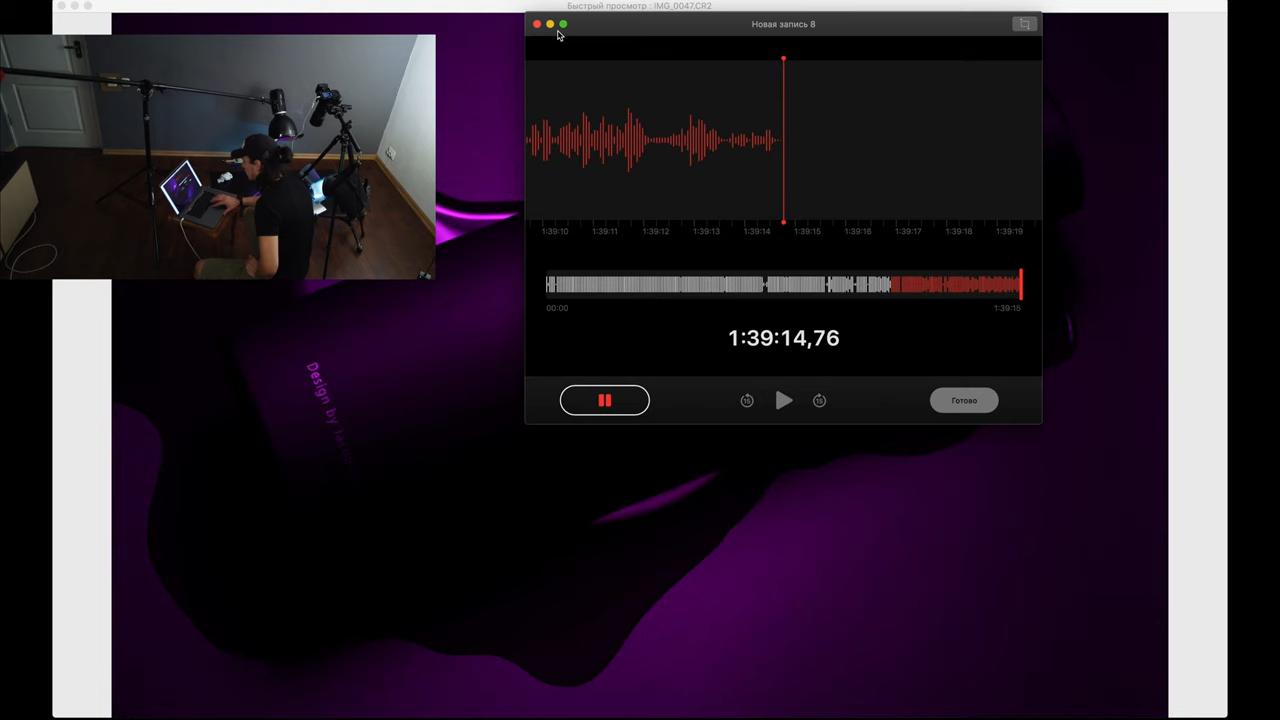 Быстрый просмотр : IMG_0047.CR2
Новая запись 8
1:39:10 1:39:11 1:39:12 1:39:13 1:39:14 1:39:15 1:39:16 1:39:17 1:39:18 1:39:19
00:00 1:39:15
1:39:14,76
15 15 Готово
Design by